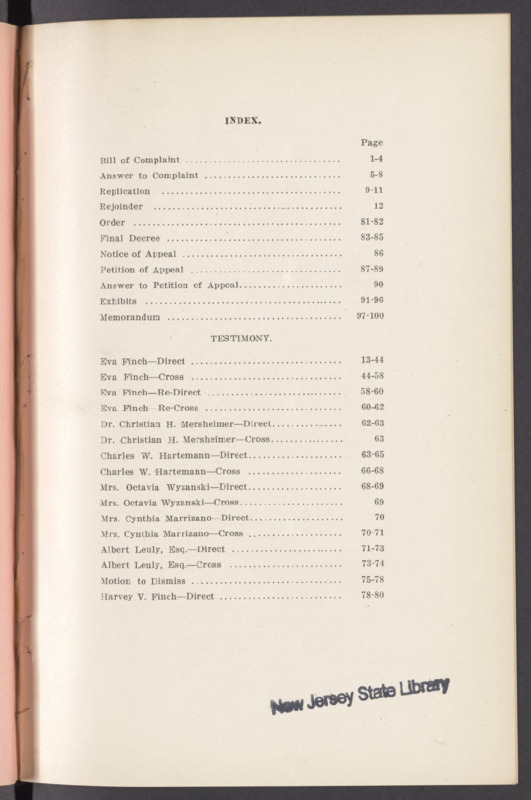 INDEX.
Page
Bill of Complaint ................................ 1-4
Answer to Complaint ............................ 5-8
Replication ..................................... 9-11
Rejoinder ....................................... 12
Order ........................................... 81-82
Final Decree .................................... 83-85
Notice of Appeal ................................. 86
Petition of Appeal ............................... 87-89
Answer to Petition of Appeal..................... 90
Exhibits ........................................ 91-96
Memorandum .................................... 97-100
TESTIMONY.
Eva Finch—Direct ............................... 13-44
Eva Finch—Cross ................................ 44-58
Eva Finch—Re-Direct ............................ 58-60
Eva Finch—Re-Cross ............................ 60-62
Dr. Christian H. Mersheimer—Direct.............. 62-63
Dr. Christian H. Mersheimer—Cross............... 63
Charles W. Hartemann—Direct................... 63-65
Charles W. Hartemann—Cross ................... 66-68
Mrs. Octavia Wyzanski—Direct................... 68-69
Mrs. Octavia Wyzanski—Cross..................... 69
Mrs. Cynthia Marrizano—Direct................... 70
Mrs. Cynthia Marrizano—Cross ................... 70-71
Albert Leuly, Esq.—Direct ....................... 71-73
Albert Leuly, Esq.—Cross ....................... 73-74
Motion to Dismiss ............................... 75-78
Harvey V. Finch—Direct ......................... 78-80
New Jersey State Library